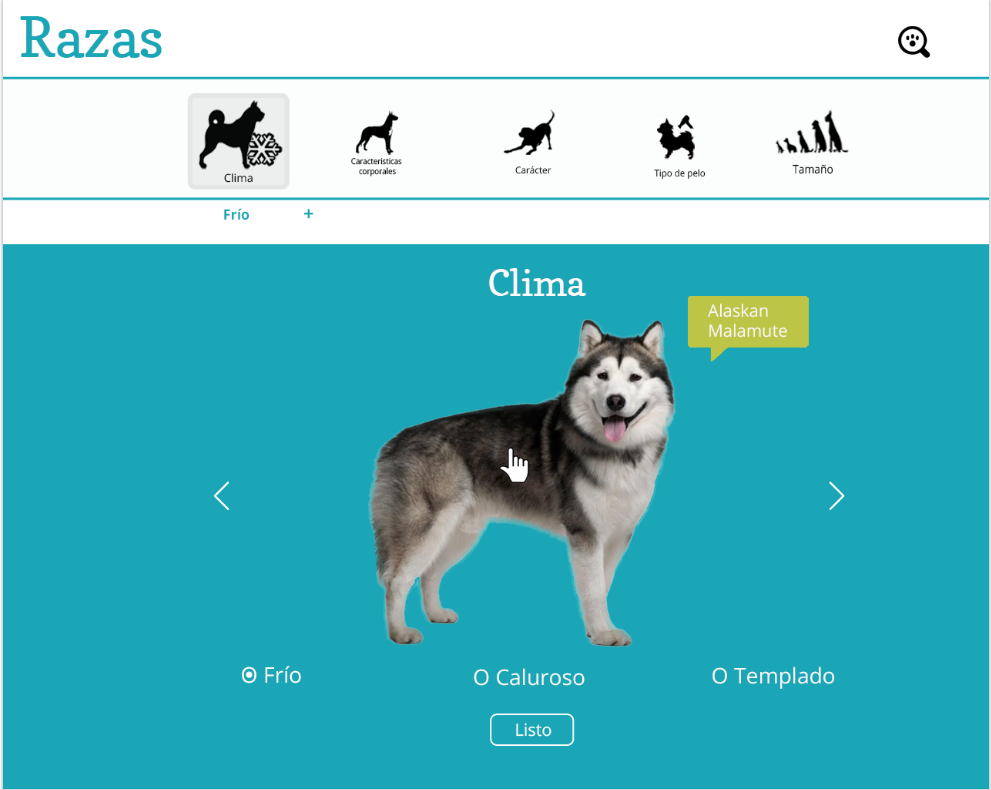 Razas
Clima
Características
corporales
Carácter
Tipo de pelo
Tamaño
Frío +
Clima
Alaskan
Malamute
Frío
O Caluroso
O Templado
Listo